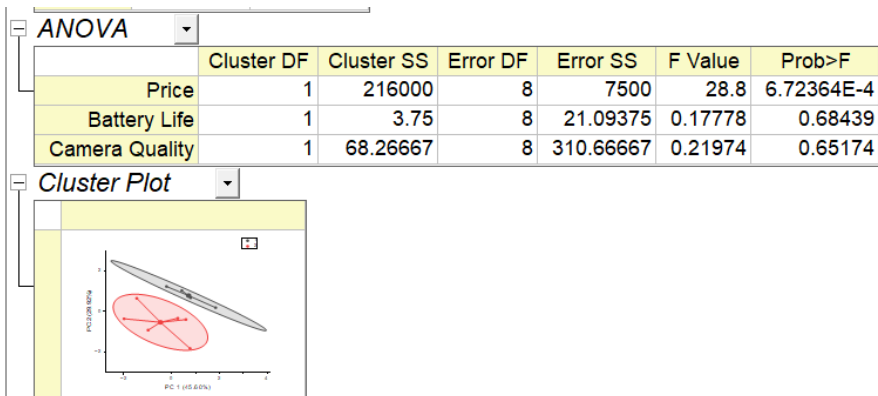 ANOVA
Cluster DF Cluster SS Error DF Error SS F Value Prob>F
Price 1 216000 8 7500 28.8 6.72364E-4
Battery Life 1 3.75 8 21.09375 0.17778 0.68439
Camera Quality 1 68.26667 8 310.66667 0.21974 0.65174
Cluster Plot